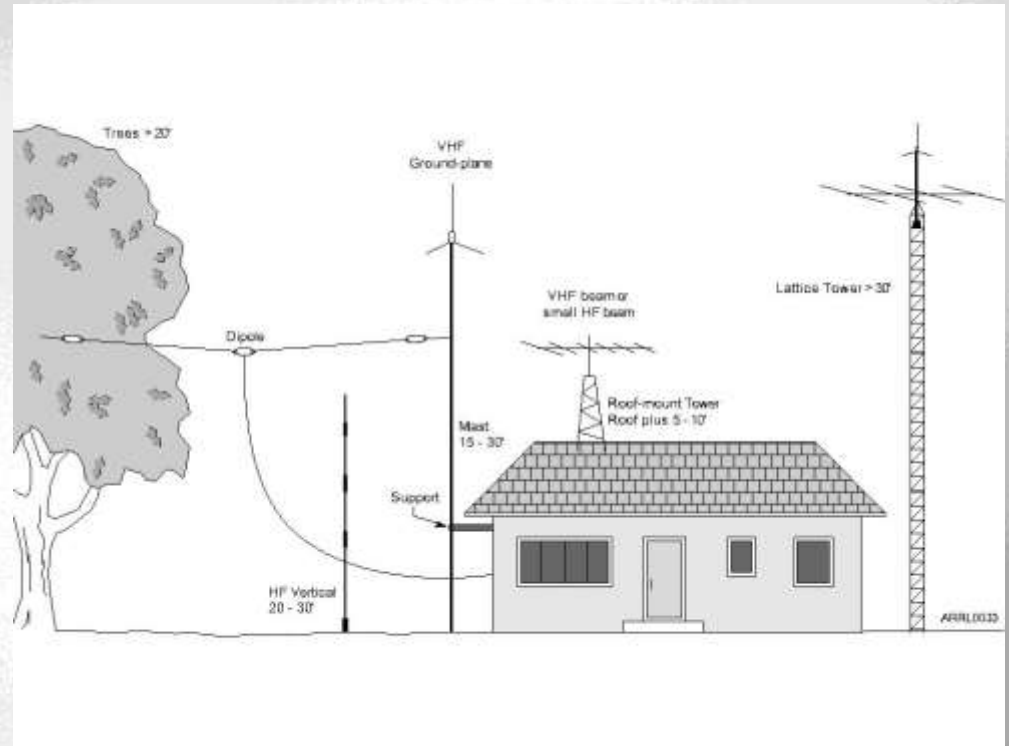 Trees > 20'
VHF
Ground-plane
Dipole
VHF beam or
small HF beam
Lattice Tower > 30'
Roof-mount Tower
Roof plus 5 - 10'
Mast
15 - 30'
Support
HF Vertical
20 - 30'
ARRL0033